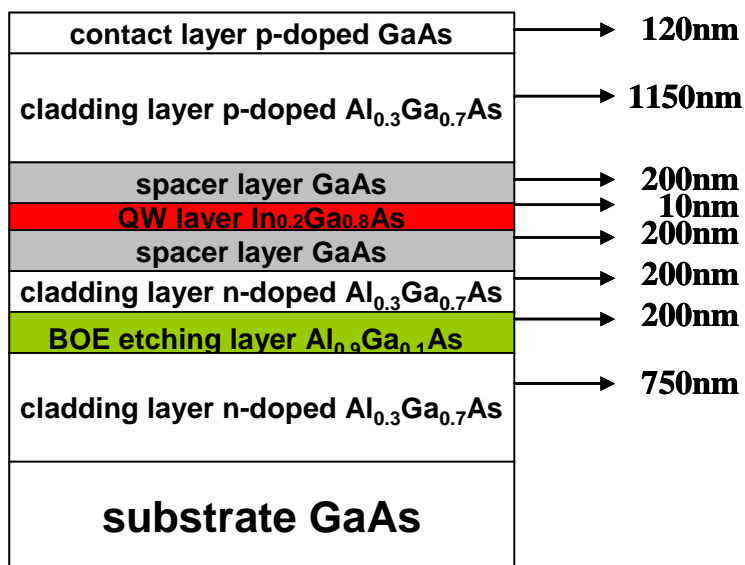 contact layer p-doped GaAs 120nm
cladding layer p-doped Al₀.₃Ga₀.₇As 1150nm
spacer layer GaAs 200nm
QW layer In₀.₂Ga₀.₈As 10nm
spacer layer GaAs 200nm
cladding layer n-doped Al₀.₃Ga₀.₇As 200nm
BOE etching layer Al₀.₉Ga₀.₁As 200nm
cladding layer n-doped Al₀.₃Ga₀.₇As 750nm
substrate GaAs